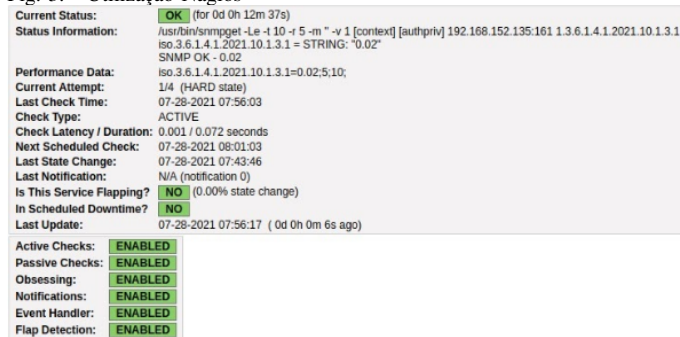 Current Status: OK (for 0d 0h 12m 37s)
Status Information: /usr/bin/snmpget -Le -t 10 -r 5 -m '' -v 1 [context] [authpriv] 192.168.152.135:161 1.3.6.1.4.1.2021.10.1.3.1
iso.3.6.1.4.1.2021.10.1.3.1 = STRING: "0.02"
SNMP OK - 0.02
Performance Data: iso.3.6.1.4.1.2021.10.1.3.1=0.02;5;10;
Current Attempt: 1/4 (HARD state)
Last Check Time: 07-28-2021 07:56:03
Check Type: ACTIVE
Check Latency / Duration: 0.001 / 0.072 seconds
Next Scheduled Check: 07-28-2021 08:01:03
Last State Change: 07-28-2021 07:43:46
Last Notification: N/A (notification 0)
Is This Service Flapping? NO (0.00% state change)
In Scheduled Downtime? NO
Last Update: 07-28-2021 07:56:17 ( 0d 0h 0m 6s ago)
Active Checks: ENABLED
Passive Checks: ENABLED
Obsessing: ENABLED
Notifications: ENABLED
Event Handler: ENABLED
Flap Detection: ENABLED